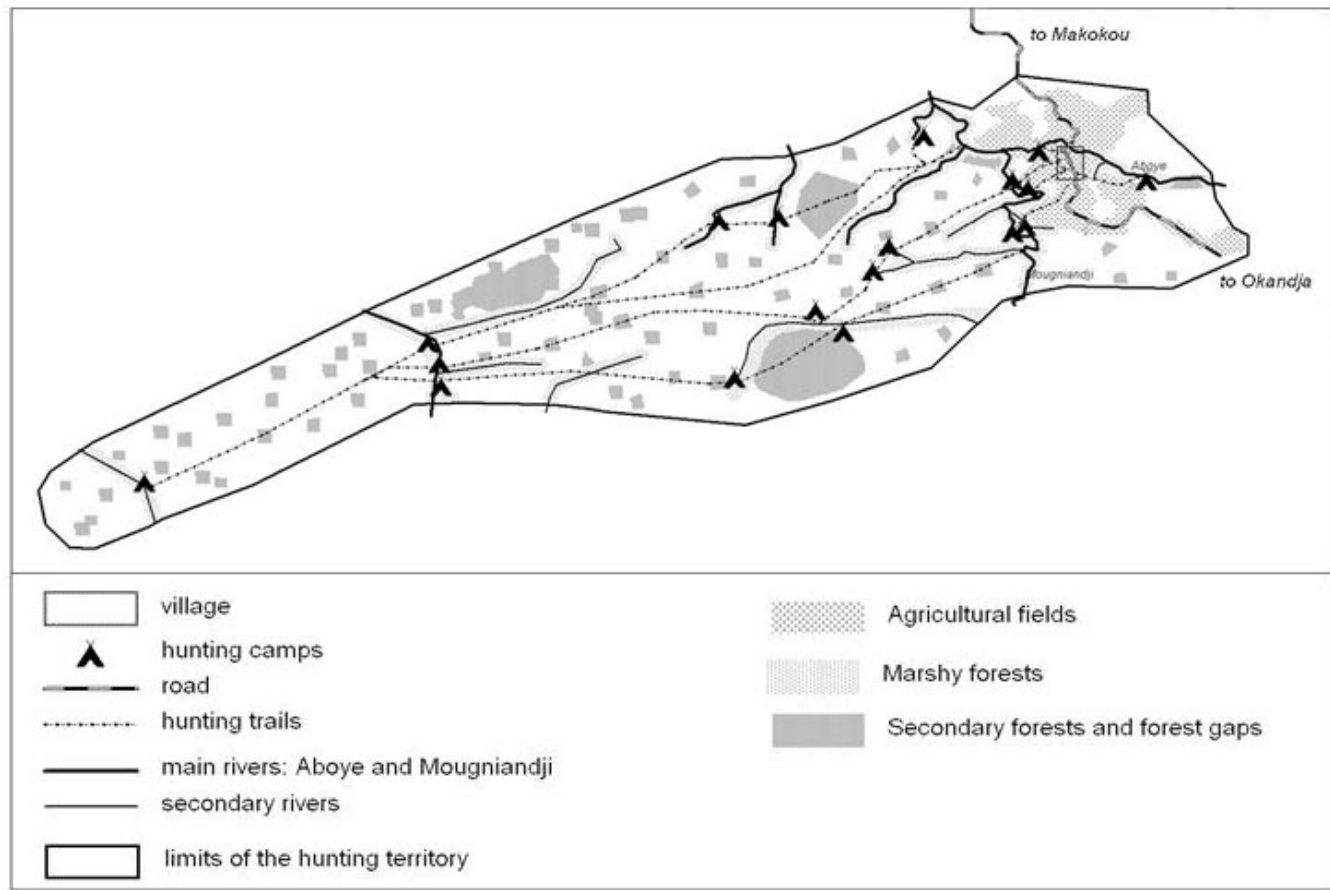 to Makokou
Aboye
Mougniandji
to Okandja
village
hunting camps
road
hunting trails
main rivers: Aboye and Mougniandji
secondary rivers
limits of the hunting territory
Agricultural fields
Marshy forests
Secondary forests and forest gaps